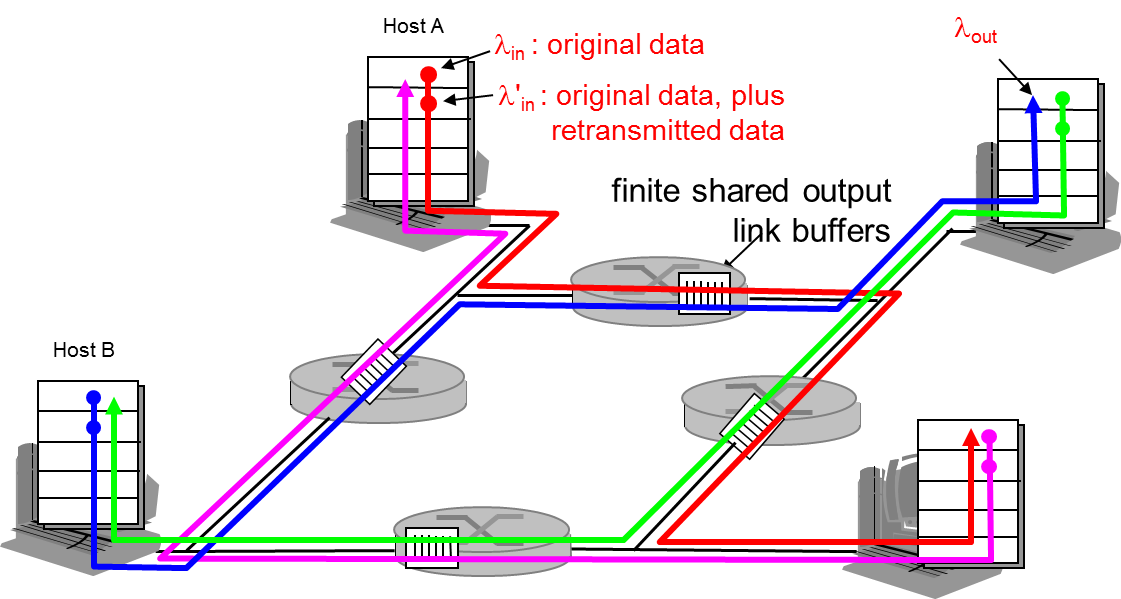 Host A
λin : original data
λ'in : original data, plus
retransmitted data
λout
finite shared output
link buffers
Host B